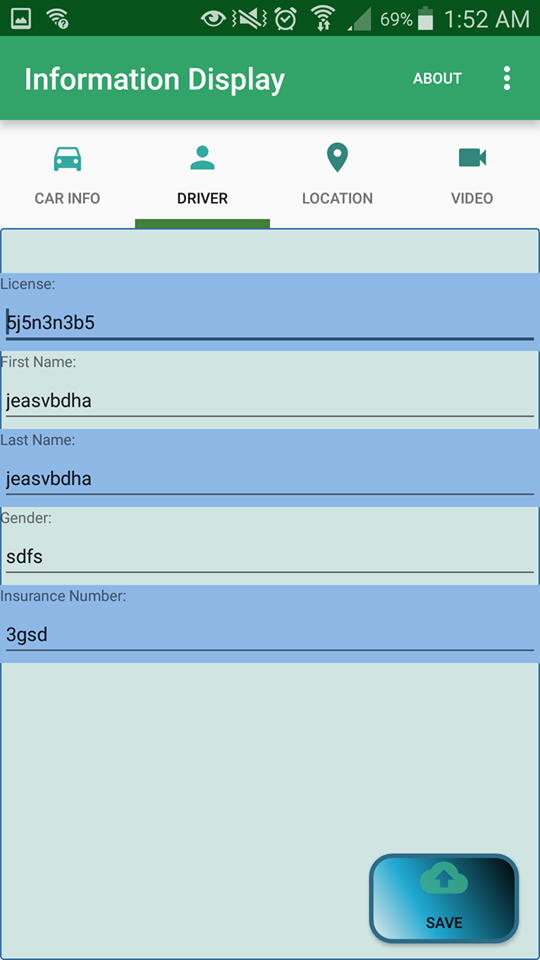 69% 1:52 AM
Information Display ABOUT
CAR INFO DRIVER LOCATION VIDEO
License:
5j5n3n3b5
First Name:
jeasvbdha
Last Name:
jeasvbdha
Gender:
sdfs
Insurance Number:
3gsd
SAVE